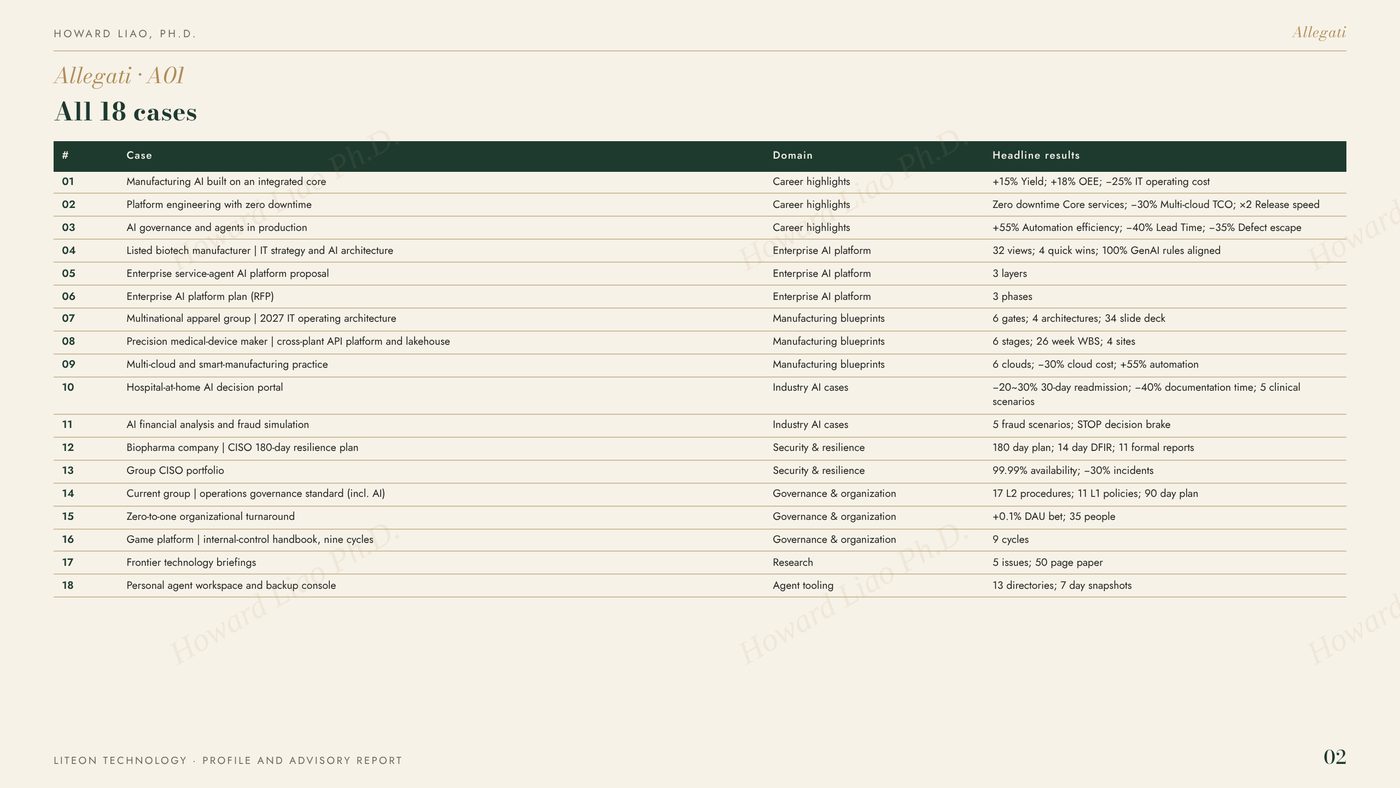 HOWARD LIAO, PH.D.
Allegati
Allegati · A01
All 18 cases
# Case Domain Headline results
01 Manufacturing AI built on an integrated core Career highlights +15% Yield; +18% OEE; −25% IT operating cost
02 Platform engineering with zero downtime Career highlights Zero downtime Core services; −30% Multi-cloud TCO; ×2 Release speed
03 AI governance and agents in production Career highlights +55% Automation efficiency; −40% Lead Time; −35% Defect escape
04 Listed biotech manufacturer | IT strategy and AI architecture Enterprise AI platform 32 views; 4 quick wins; 100% GenAI rules aligned
05 Enterprise service-agent AI platform proposal Enterprise AI platform 3 layers
06 Enterprise AI platform plan (RFP) Enterprise AI platform 3 phases
07 Multinational apparel group | 2027 IT operating architecture Manufacturing blueprints 6 gates; 4 architectures; 34 slide deck
08 Precision medical-device maker | cross-plant API platform and lakehouse Manufacturing blueprints 6 stages; 26 week WBS; 4 sites
09 Multi-cloud and smart-manufacturing practice Manufacturing blueprints 6 clouds; −30% cloud cost; +55% automation
10 Hospital-at-home AI decision portal Industry AI cases −20~30% 30-day readmission; −40% documentation time; 5 clinical
scenarios
11 AI financial analysis and fraud simulation Industry AI cases 5 fraud scenarios; STOP decision brake
12 Biopharma company | CISO 180-day resilience plan Security & resilience 180 day plan; 14 day DFIR; 11 formal reports
13 Group CISO portfolio Security & resilience 99.99% availability; −30% incidents
14 Current group | operations governance standard (incl. AI) Governance & organization 17 L2 procedures; 11 L1 policies; 90 day plan
15 Zero-to-one organizational turnaround Governance & organization +0.1% DAU bet; 35 people
16 Game platform | internal-control handbook, nine cycles Governance & organization 9 cycles
17 Frontier technology briefings Research 5 issues; 50 page paper
18 Personal agent workspace and backup console Agent tooling 13 directories; 7 day snapshots
Howard Liao Ph.D.
Howard Liao Ph.D.
Howard
Howard Liao Ph.D.
Howard Liao Ph.D.
Howard
LITEON TECHNOLOGY · PROFILE AND ADVISORY REPORT
02